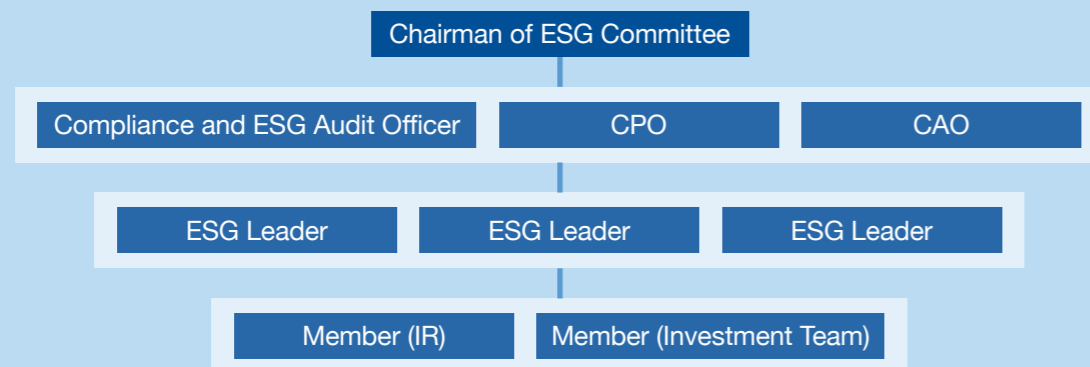 Chairman of ESG Committee
Compliance and ESG Audit Officer
CPO
CAO
ESG Leader
ESG Leader
ESG Leader
Member (IR)
Member (Investment Team)